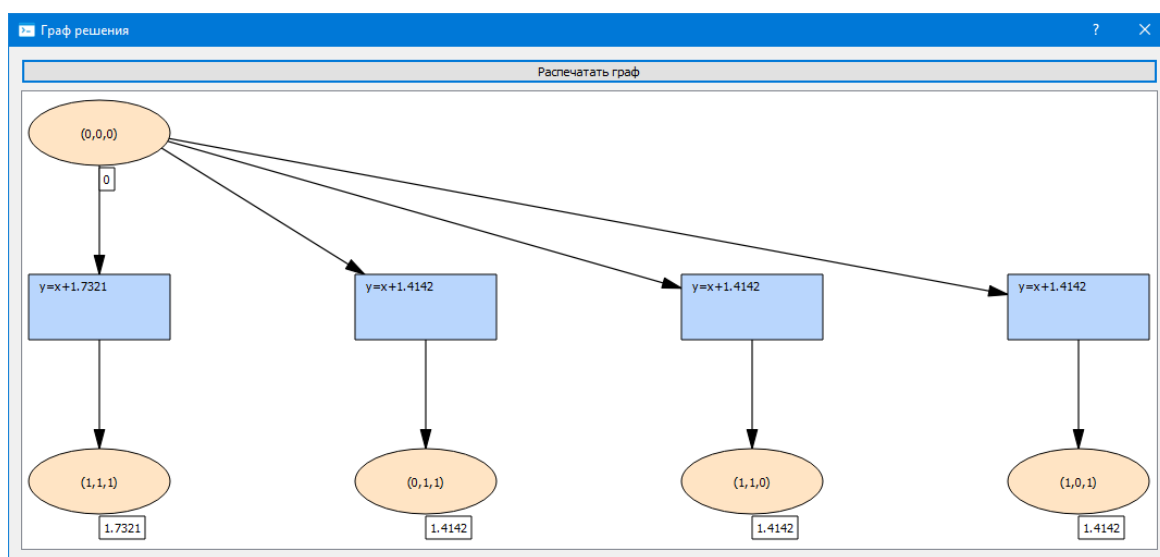 Граф решения
?
Распечатать граф
(0,0,0)
0
y=x+1.7321
y=x+1.4142
y=x+1.4142
y=x+1.4142
(1,1,1)
(0,1,1)
(1,1,0)
(1,0,1)
1.7321
1.4142
1.4142
1.4142